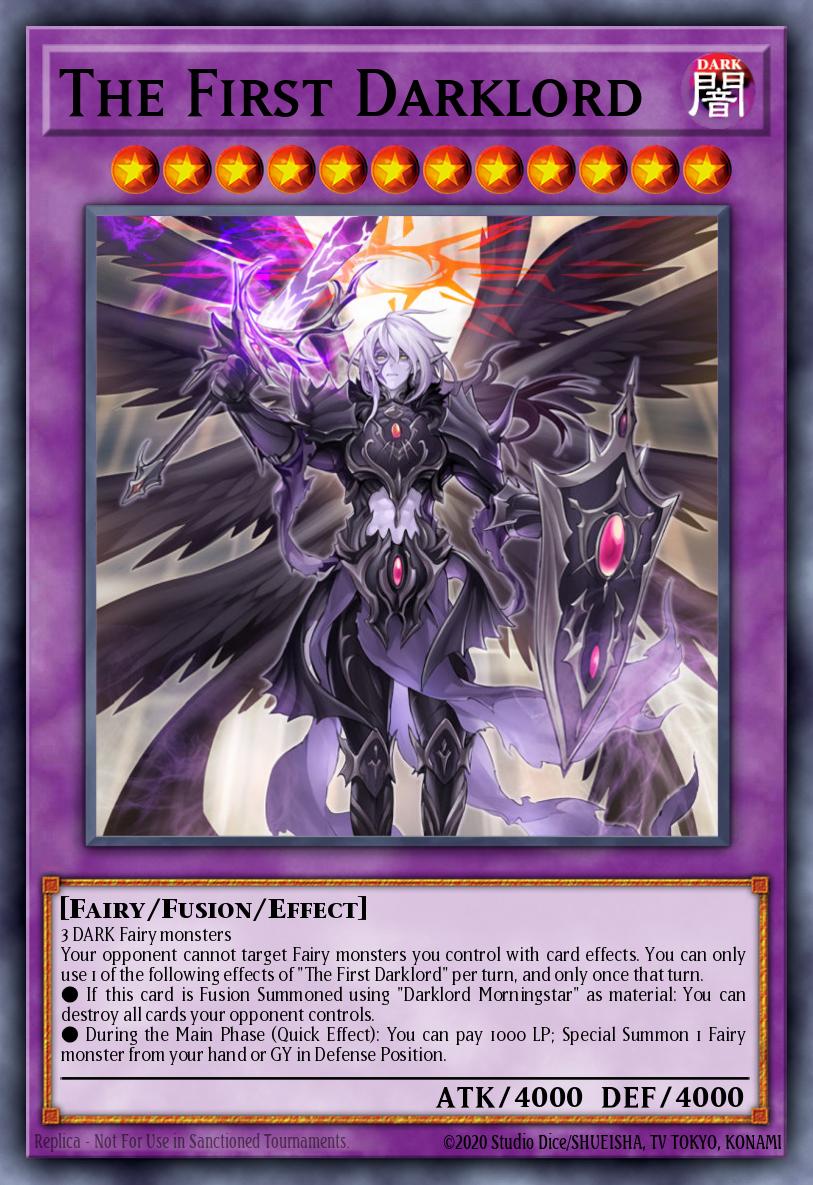 The First Darklord
DARK
闇
[Fairy/Fusion/Effect]
3 DARK Fairy monsters
Your opponent cannot target Fairy monsters you control with card effects. You can only
use 1 of the following effects of "The First Darklord" per turn, and only once that turn.
● If this card is Fusion Summoned using "Darklord Morningstar" as material: You can
destroy all cards your opponent controls.
● During the Main Phase (Quick Effect): You can pay 1000 LP; Special Summon 1 Fairy
monster from your hand or GY in Defense Position.
ATK/4000 DEF/4000
Replica - Not For Use in Sanctioned Tournaments.
©2020 Studio Dice/SHUEISHA, TV TOKYO, KONAMI